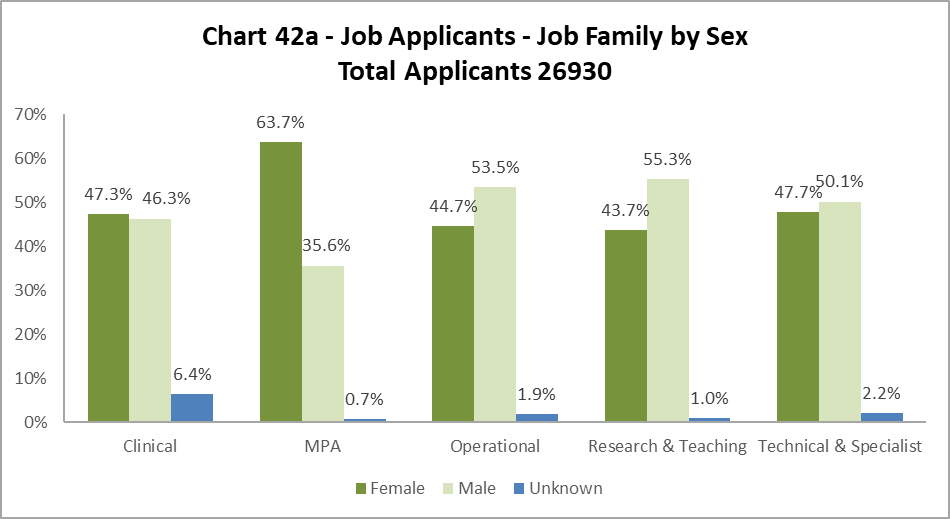 Chart 42a - Job Applicants - Job Family by Sex
Total Applicants 26930
70%
60%
50%
40%
30%
20%
10%
0%
47.3%
46.3%
6.4%
63.7%
35.6%
0.7%
44.7%
53.5%
1.9%
43.7%
55.3%
1.0%
47.7%
50.1%
2.2%
Clinical
MPA
Operational
Research & Teaching
Technical & Specialist
Female
Male
Unknown